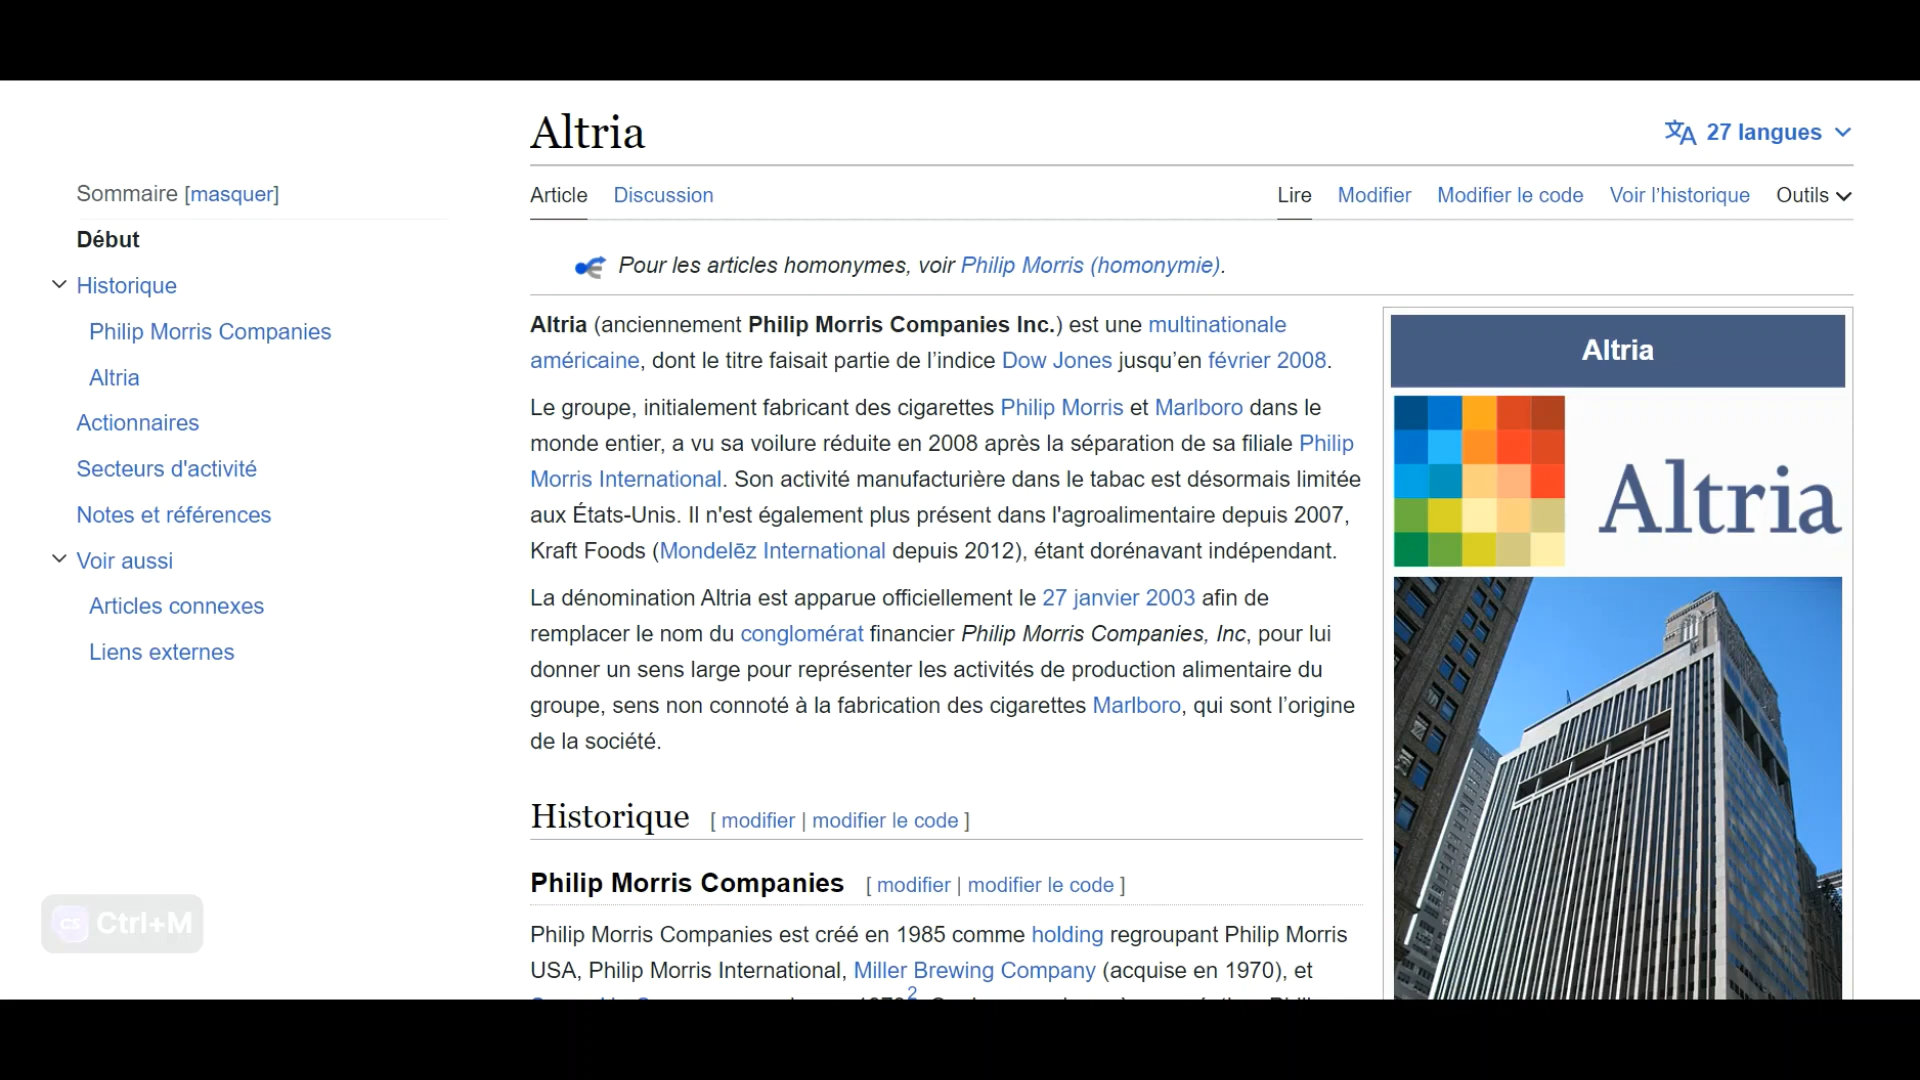 Altria
27 langues
Sommaire [masquer]
Article Discussion Lire Modifier Modifier le code Voir l'historique Outils
Début
Historique
Philip Morris Companies
Altria
Actionnaires
Secteurs d'activité
Notes et références
Voir aussi
Articles connexes
Liens externes
Pour les articles homonymes, voir Philip Morris (homonymie).
Altria (anciennement Philip Morris Companies Inc.) est une multinationale
américaine, dont le titre faisait partie de l'indice Dow Jones jusqu'en février 2008.
Le groupe, initialement fabricant des cigarettes Philip Morris et Marlboro dans le
monde entier, a vu sa voilure réduite en 2008 après la séparation de sa filiale Philip
Morris International. Son activité manufacturière dans le tabac est désormais limitée
aux États-Unis. Il n'est également plus présent dans l'agroalimentaire depuis 2007,
Kraft Foods (Mondelēz International depuis 2012), étant dorénavant indépendant.
La dénomination Altria est apparue officiellement le 27 janvier 2003 afin de
remplacer le nom du conglomérat financier Philip Morris Companies, Inc, pour lui
donner un sens large pour représenter les activités de production alimentaire du
groupe, sens non connoté à la fabrication des cigarettes Marlboro, qui sont l'origine
de la société.
Historique [ modifier | modifier le code ]
Philip Morris Companies [ modifier | modifier le code ]
Philip Morris Companies est créé en 1985 comme holding regroupant Philip Morris
USA, Philip Morris International, Miller Brewing Company (acquise en 1970), et
2
Altria
Altria
CS Ctrl+M